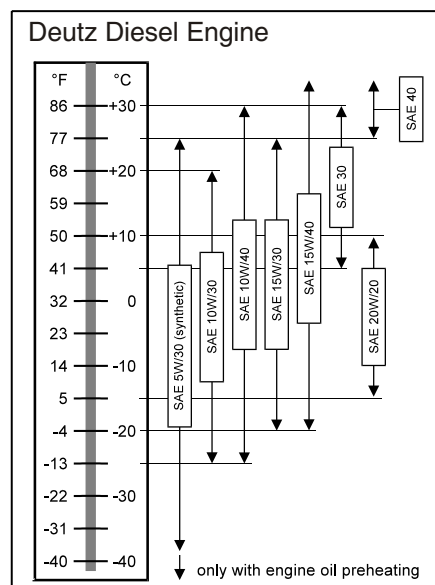 Deutz Diesel Engine
°F °C
86 +30
77
68 +20
59
50 +10
41
32 0
23
14 -10
5
-4 -20
-13
-22 -30
-31
-40 -40
SAE 5W/30 (synthetic)
SAE 10W/30
SAE 10W/40
SAE 15W/30
SAE 15W/40
SAE 30
SAE 20W/20
SAE 40
only with engine oil preheating